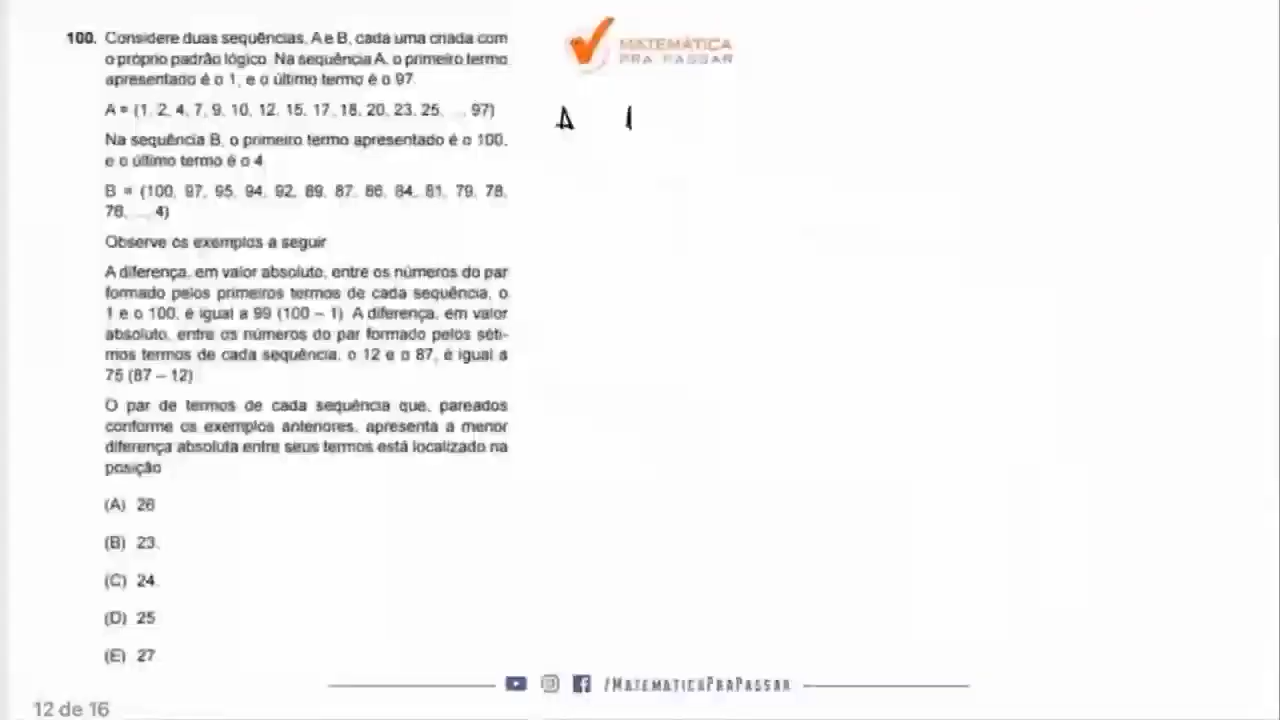 100. Considere duas sequências, A e B, cada uma criada com
o próprio padrão lógico. Na sequência A, o primeiro termo
apresentado é o 1, e o último termo é o 97.
A = (1, 2, 4, 7, 9, 10, 12, 15, 17, 18, 20, 23, 25, ..., 97)
Na sequência B, o primeiro termo apresentado é o 100,
e o último termo é o 4.
B = (100, 97, 95, 94, 92, 89, 87, 86, 84, 81, 79, 78,
76, ..., 4)
Observe os exemplos a seguir
A diferença, em valor absoluto, entre os números do par
formado pelos primeiros termos de cada sequência, o
1 e o 100, é igual a 99 (100 – 1). A diferença, em valor
absoluto, entre os números do par formado pelos séti-
mos termos de cada sequência, o 12 e o 87, é igual a
75 (87 – 12)
O par de termos de cada sequência que, pareados
conforme os exemplos anteriores, apresenta a menor
diferença absoluta entre seus termos está localizado na
posição
(A) 26
(B) 23.
(C) 24.
(D) 25
(E) 27
MATEMÁTICA
PRA PASSAR
A 1
/MATEMATICAPRAPASSAR
12 de 16